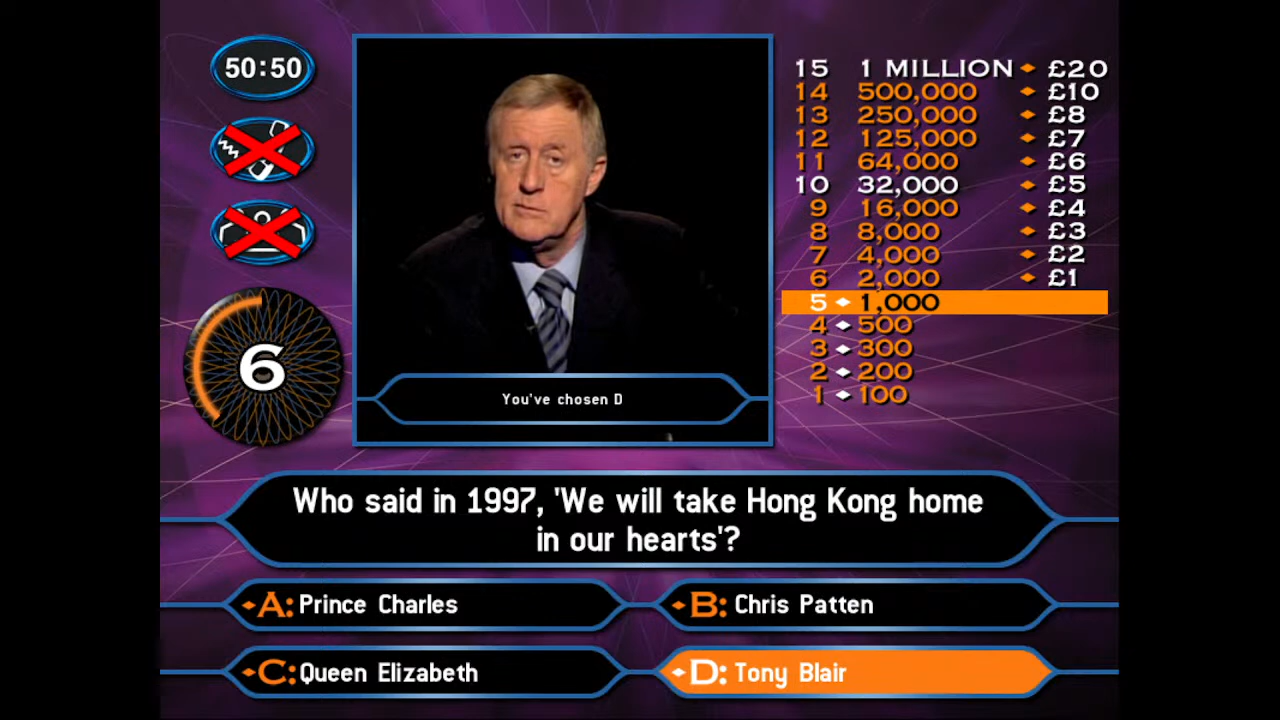 50:50
6
You've chosen D
15 1 MILLION £20
14 500,000 £10
13 250,000 £8
12 125,000 £7
11 64,000 £6
10 32,000 £5
9 16,000 £4
8 8,000 £3
7 4,000 £2
6 2,000 £1
5 1,000
4 500
3 300
2 200
1 100
Who said in 1997, 'We will take Hong Kong home
in our hearts'?
A: Prince Charles
B: Chris Patten
C: Queen Elizabeth
D: Tony Blair